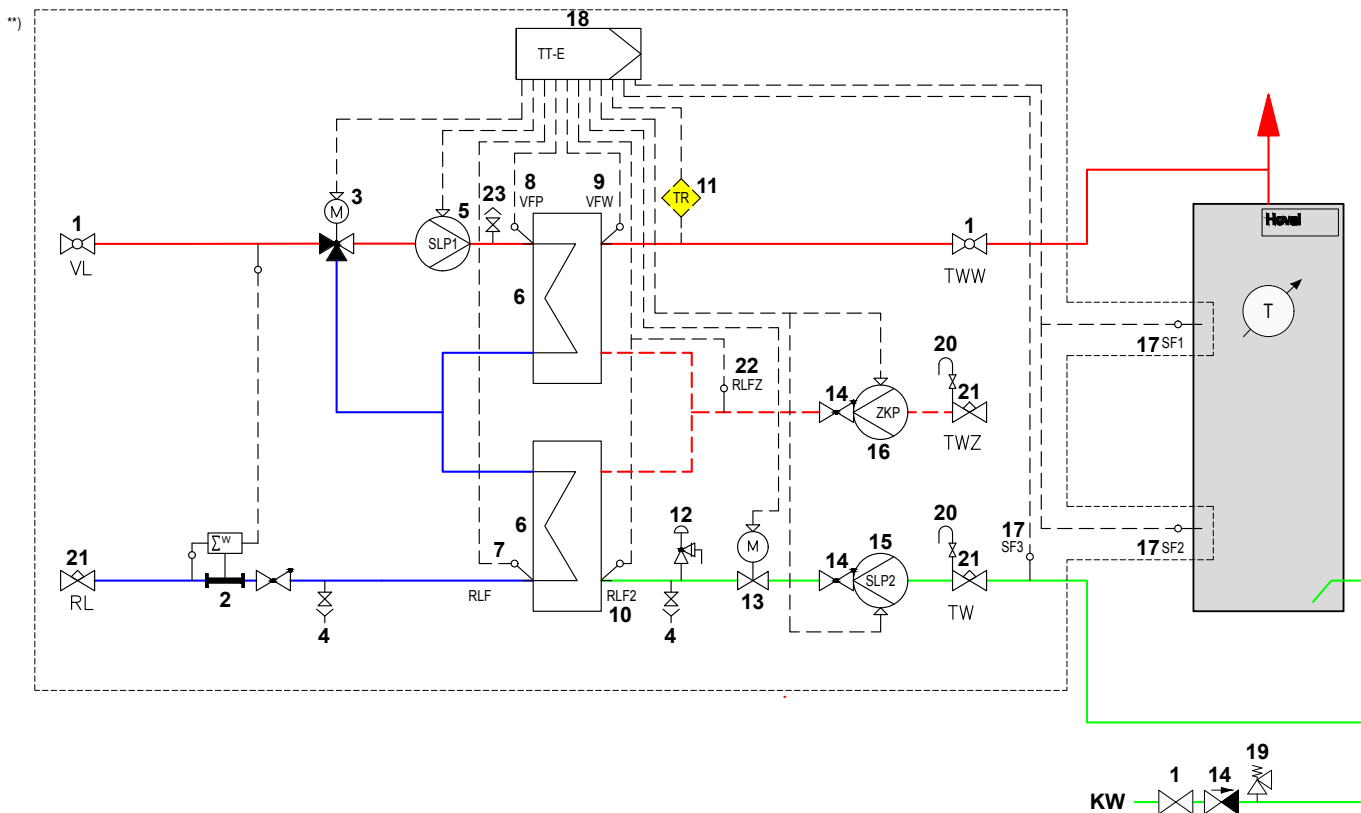 **)
18
TT-E
3
M
1
VL
5
SLP1
23
8
VFP
9
VFW
TR
11
1
TWW
Hoval
T
6
17 SF1
22
RLFZ
14
ZKP
16
20
21
TWZ
21
RL
Σ W
2
4
7
RLF
6
RLF2
10
12
4
M
13
14
15
SLP2
20
21
TW
17
SF3
17 SF2
KW
1
14
19